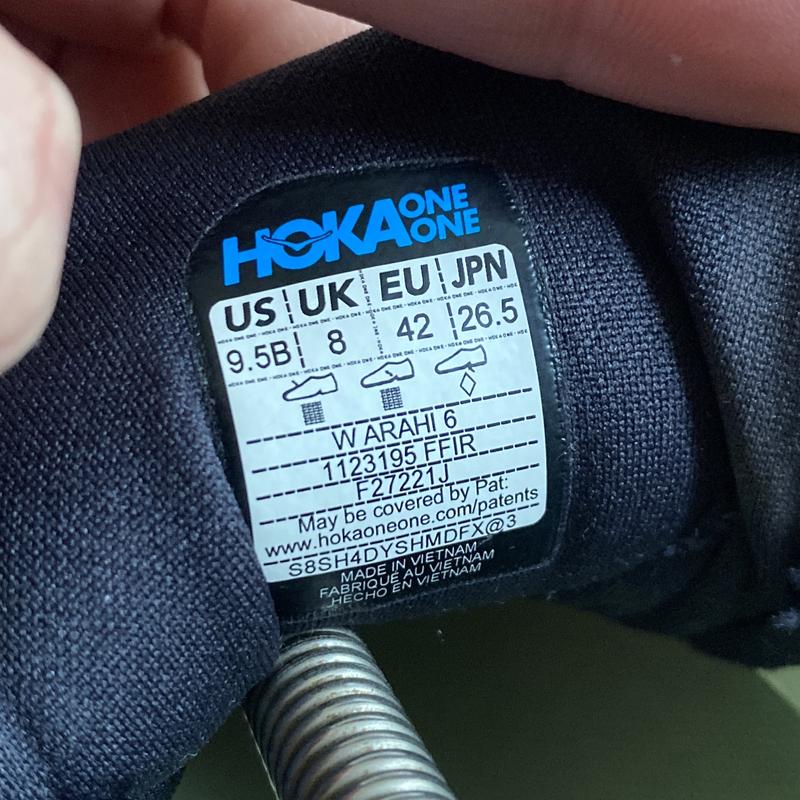 HOKA ONE ONE
US UK EU JPN
9.5B 8 42 26.5
W ARAHI 6
1123195 FFIR
F27221J
May be covered by Pat:
www.hokaoneone.com/patents
S8SH4DYSHMDFX@3
MADE IN VIETNAM
FABRIQUE AU VIETNAM
HECHO EN VIETNAM